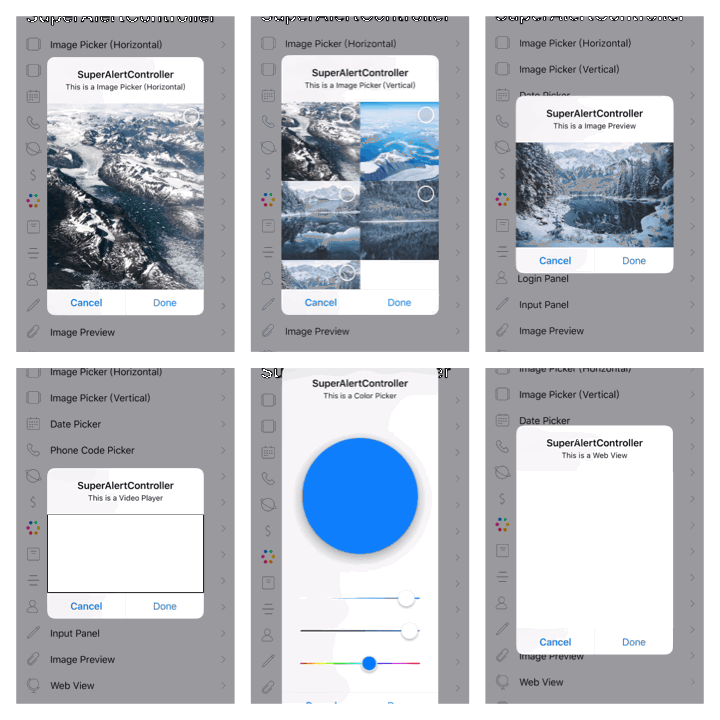 SuperAlertController
Image Picker (Horizontal)
SuperAlertController
This is a Image Picker (Horizontal)
Cancel
Done
Image Preview
SuperAlertController
Image Picker (Horizontal)
SuperAlertController
This is a Image Picker (Vertical)
Cancel
Done
Image Preview
SuperAlertController
Image Picker (Horizontal)
Image Picker (Vertical)
Date Picker
SuperAlertController
This is a Image Preview
Cancel
Done
Login Panel
Input Panel
Image Preview
Image Picker (Horizontal)
Image Picker (Vertical)
Date Picker
Phone Code Picker
SuperAlertController
This is a Video Player
Cancel
Done
Input Panel
Image Preview
Web View
SuperAlertController
This is a Color Picker
Image Picker (Horizontal)
Image Picker (Vertical)
Date Picker
SuperAlertController
This is a Web View
Cancel
Done
Image Preview
Web View